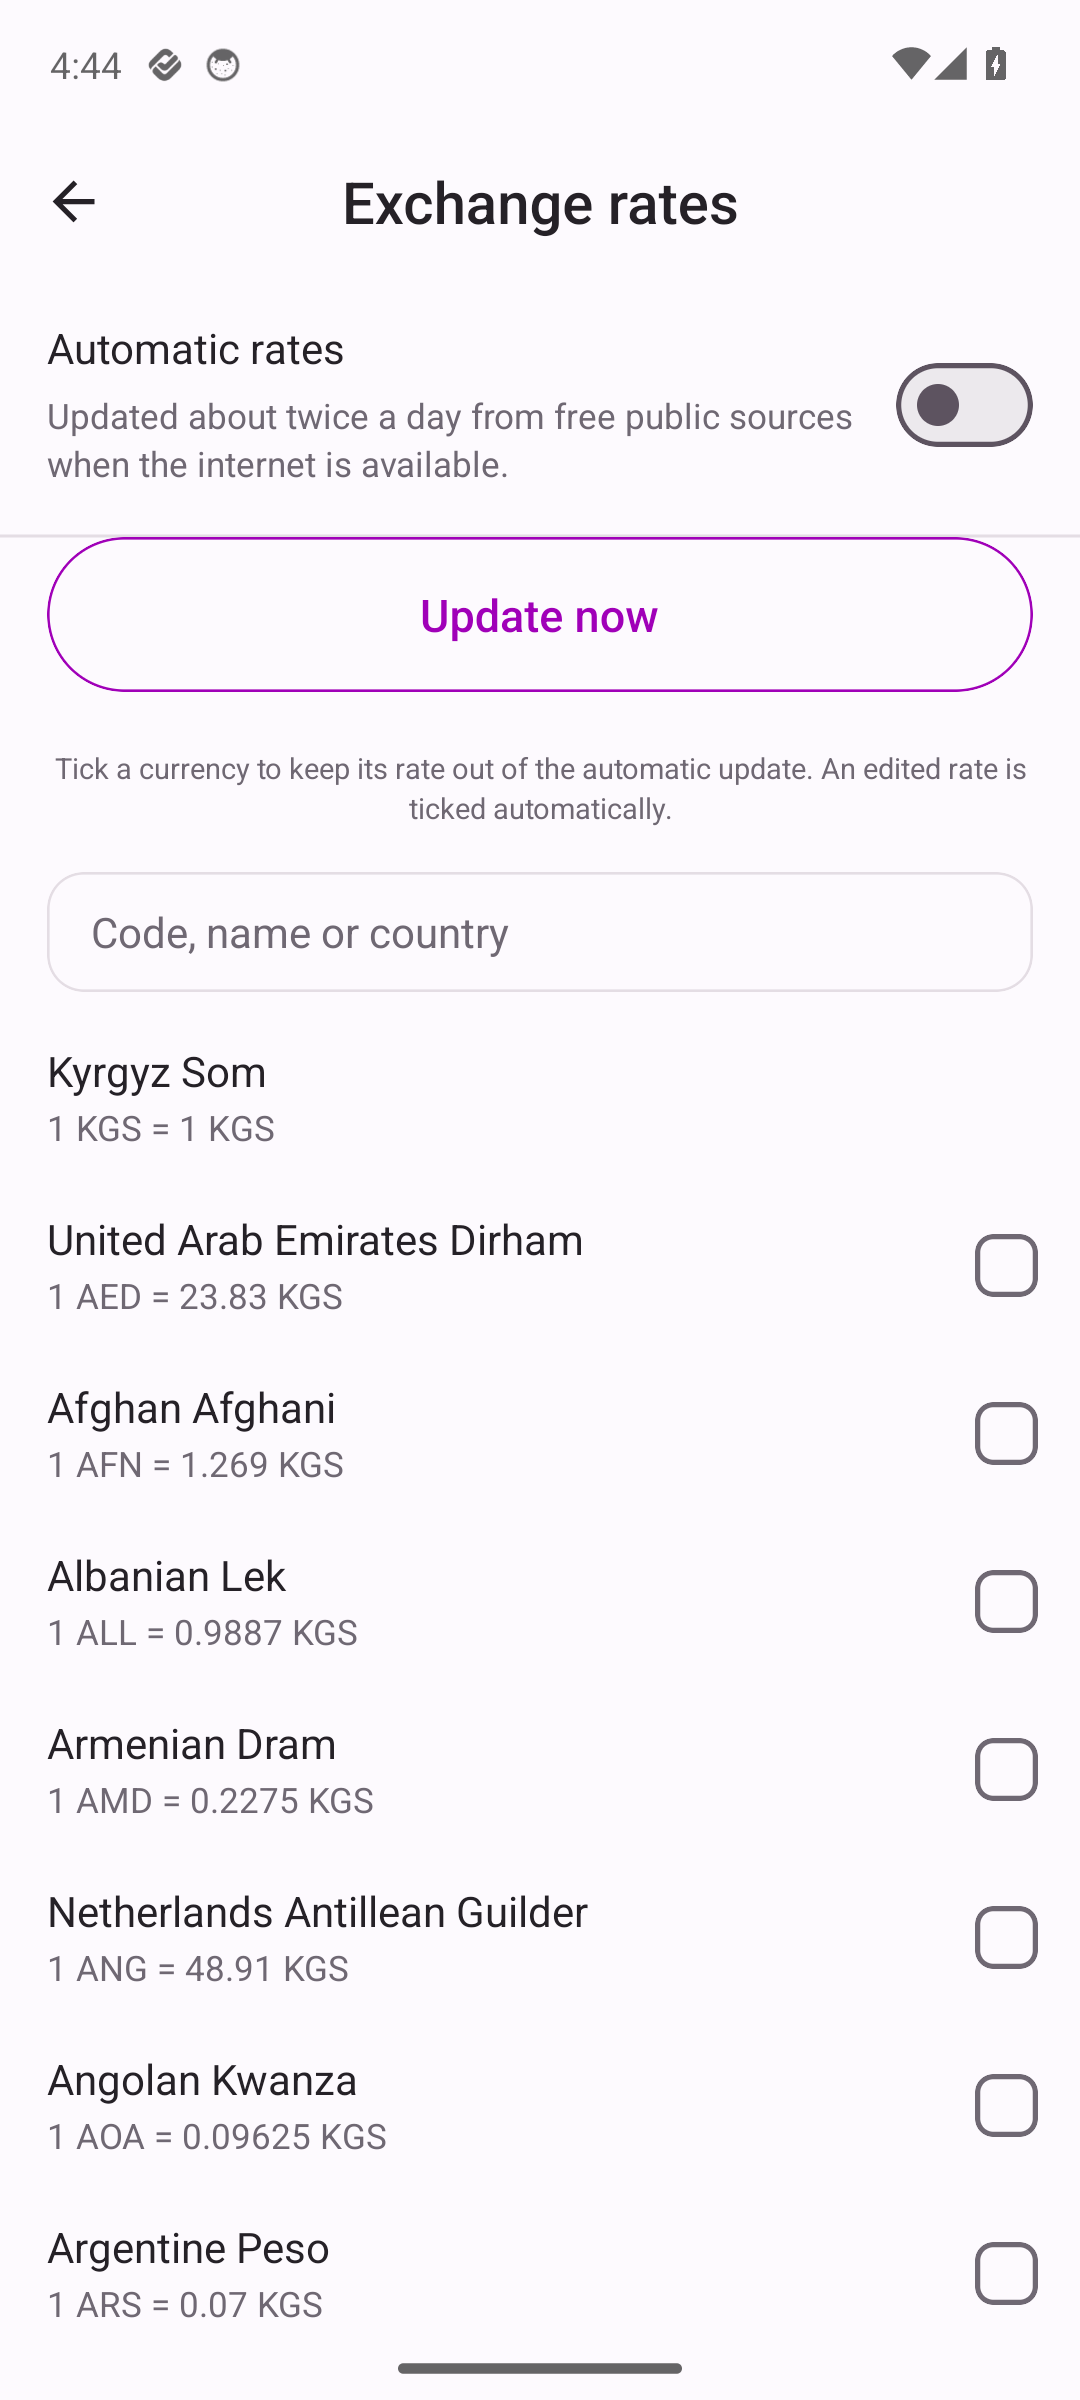 4:44
Exchange rates
Automatic rates
Updated about twice a day from free public sources
when the internet is available.
Update now
Tick a currency to keep its rate out of the automatic update. An edited rate is
ticked automatically.
Code, name or country
Kyrgyz Som
1 KGS = 1 KGS
United Arab Emirates Dirham
1 AED = 23.83 KGS
Afghan Afghani
1 AFN = 1.269 KGS
Albanian Lek
1 ALL = 0.9887 KGS
Armenian Dram
1 AMD = 0.2275 KGS
Netherlands Antillean Guilder
1 ANG = 48.91 KGS
Angolan Kwanza
1 AOA = 0.09625 KGS
Argentine Peso
1 ARS = 0.07 KGS